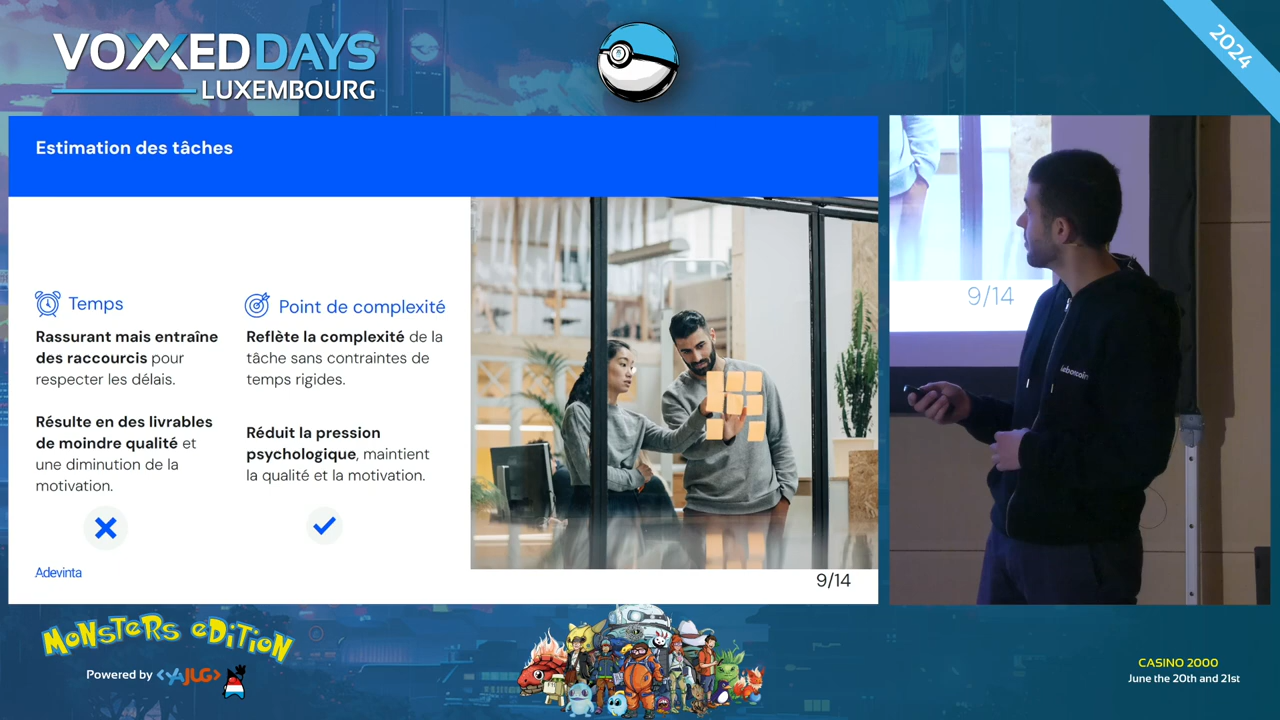 VOXXED DAYS
LUXEMBOURG
2024
Estimation des tâches
Temps
Rassurant mais entraîne
des raccourcis pour
respecter les délais.
Résulte en des livrables
de moindre qualité et
une diminution de la
motivation.
Point de complexité
Reflète la complexité de la
tâche sans contraintes de
temps rigides.
Réduit la pression
psychologique, maintient
la qualité et la motivation.
Adevinta
9/14
9/14
leboncoin
MONSTERS EDITION
Powered by <YAJUG>
CASINO 2000
June the 20th and 21st